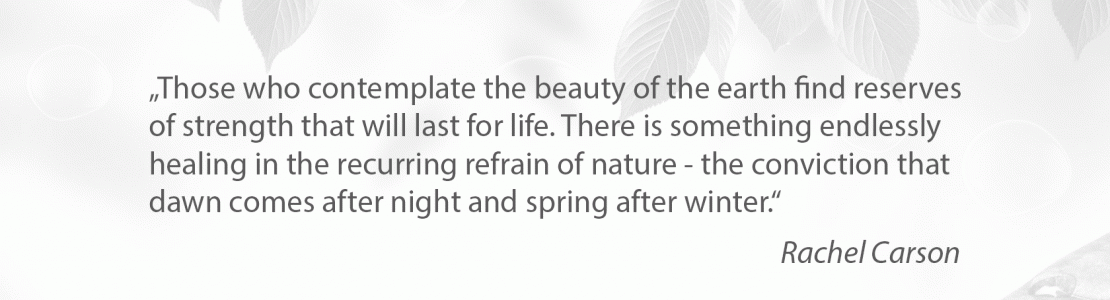 „Those who contemplate the beauty of the earth find reserves
of strength that will last for life. There is something endlessly
healing in the recurring refrain of nature - the conviction that
dawn comes after night and spring after winter.“
Rachel Carson